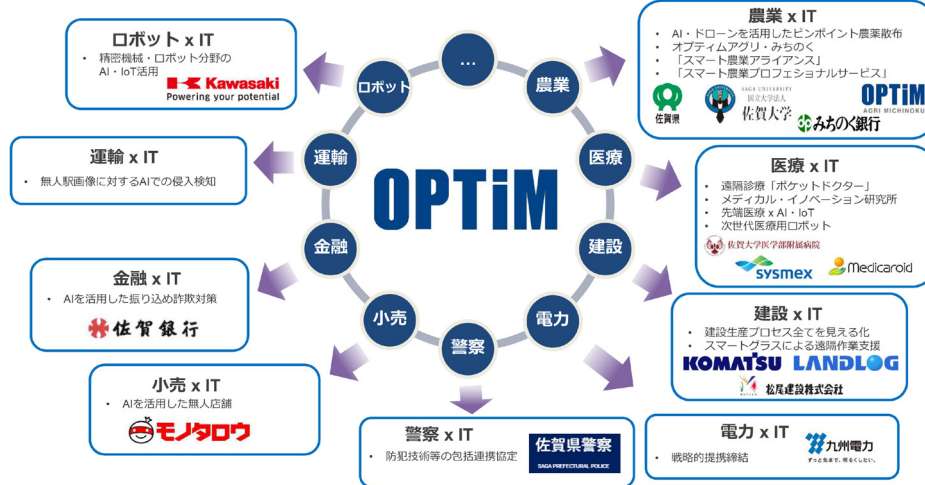 ロボット x IT
・ 精密機械・ロボット分野の
AI・IoT活用
Kawasaki
Powering your potential
運輸 x IT
・ 無人駅画像に対するAIでの侵入検知
金融 x IT
・ AIを活用した振り込め詐欺対策
佐賀銀行
小売 x IT
・ AIを活用した無人店舗
モノタロウ
警察 x IT
・ 防犯技術等の包括連携協定
佐賀県警察
SAGA PREFECTURAL POLICE
OPTiM
...
農業
医療
建設
電力
警察
小売
金融
運輸
ロボット
農業 x IT
・ AI・ドローンを活用したピンポイント農薬散布
・ オプティムアグリ・みちのく
・ 「スマート農業アライアンス」
・ 「スマート農業プロフェショナルサービス」
佐賀県
SAGA UNIVERSITY
国立大学法人
佐賀大学
OPTiM
AGRI MICHINOKU
みちのく銀行
医療 x IT
・ 遠隔診療「ポケットドクター」
・ メディカル・イノベーション研究所
・ 先端医療 x AI・IoT
・ 次世代医療用ロボット
佐賀大学医学部附属病院
sysmex
Medicaroid
建設 x IT
・ 建設生産プロセス全てを見える化
・ スマートグラスによる遠隔作業支援
KOMATSU
LANDLOG
松尾建設株式会社
電力 x IT
・ 戦略的提携締結
九州電力
ずっと先まで、明るくしたい。